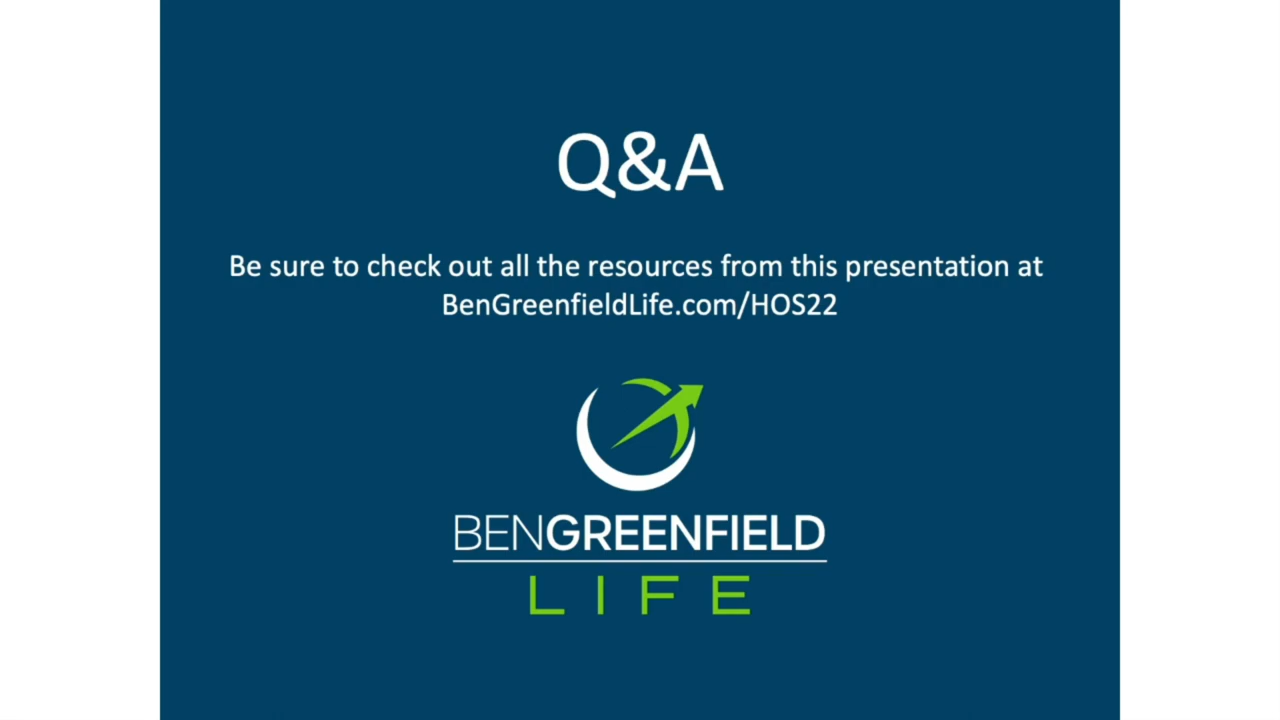 Q&A
Be sure to check out all the resources from this presentation at
BenGreenfieldLife.com/HOS22
BENGREENFIELD
LIFE